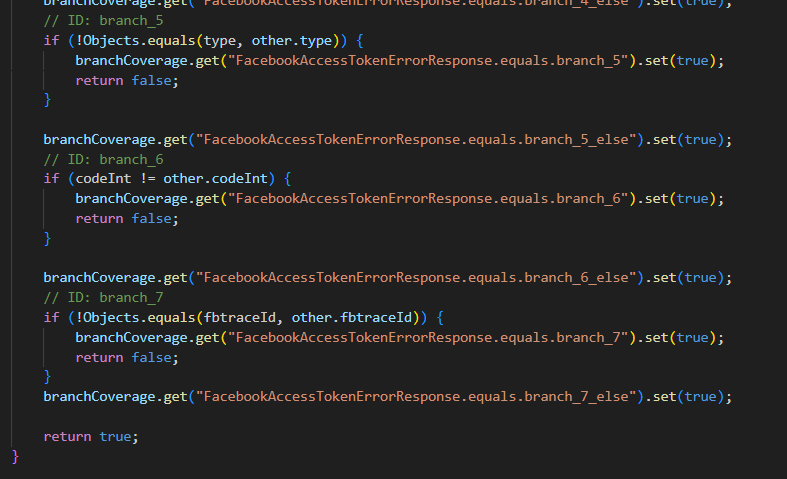 branchCoverage.get("FacebookAccessTokenErrorResponse.equals.branch_4_else").set(true);
// ID: branch_5
if (!Objects.equals(type, other.type)) {
branchCoverage.get("FacebookAccessTokenErrorResponse.equals.branch_5").set(true);
return false;
}
branchCoverage.get("FacebookAccessTokenErrorResponse.equals.branch_5_else").set(true);
// ID: branch_6
if (codeInt != other.codeInt) {
branchCoverage.get("FacebookAccessTokenErrorResponse.equals.branch_6").set(true);
return false;
}
branchCoverage.get("FacebookAccessTokenErrorResponse.equals.branch_6_else").set(true);
// ID: branch_7
if (!Objects.equals(fbtraceId, other.fbtraceId)) {
branchCoverage.get("FacebookAccessTokenErrorResponse.equals.branch_7").set(true);
return false;
}
branchCoverage.get("FacebookAccessTokenErrorResponse.equals.branch_7_else").set(true);
return true;
}